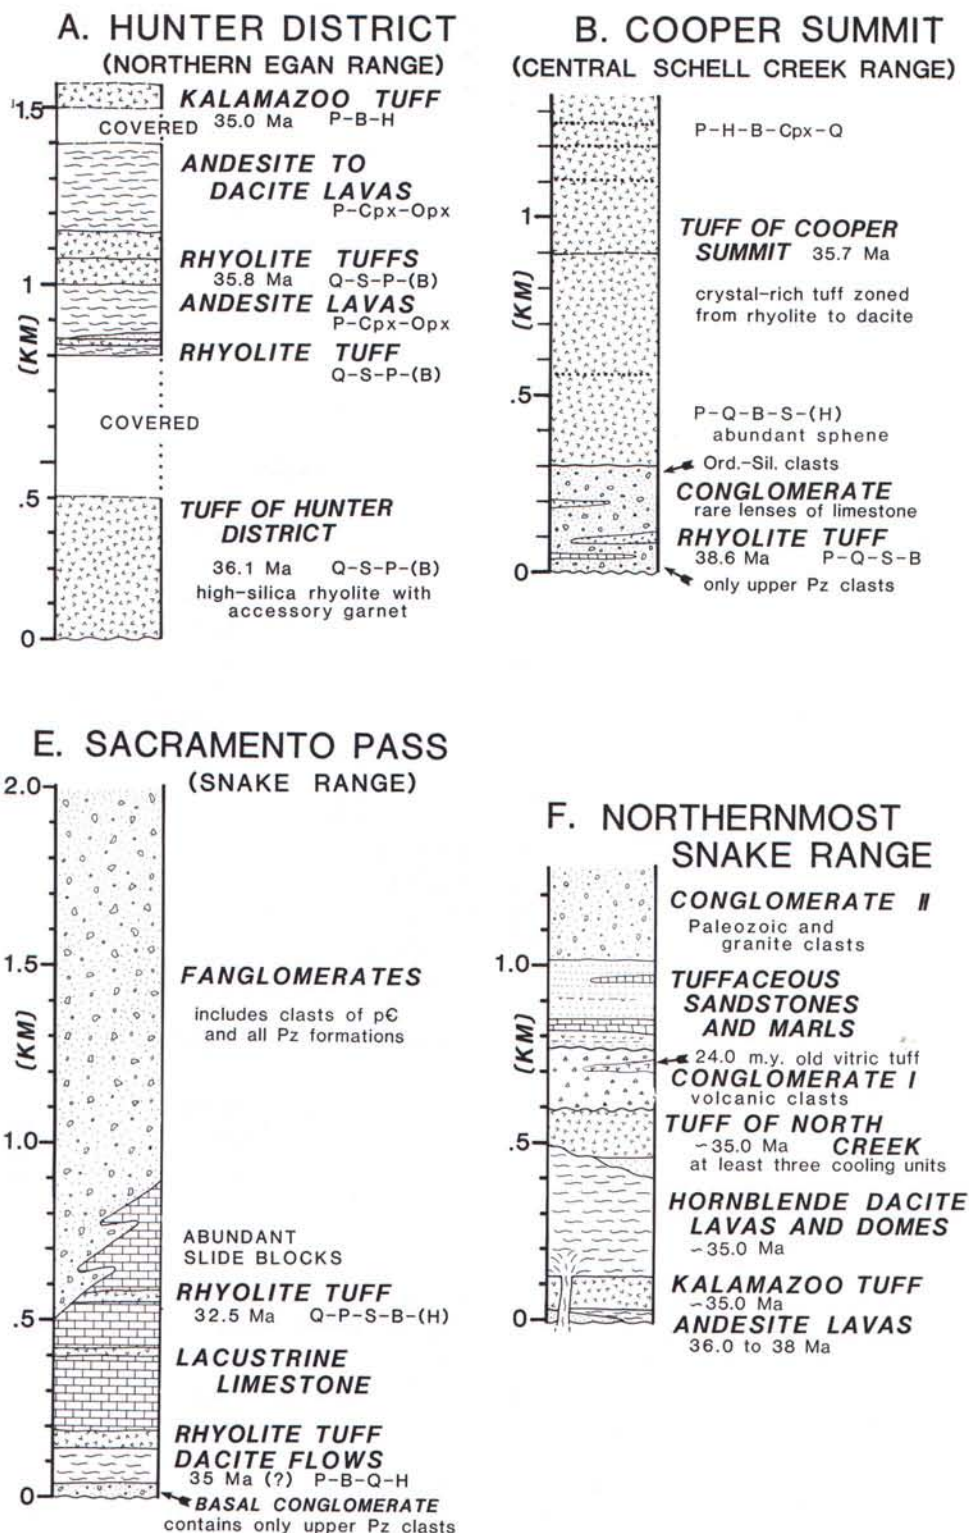 A. HUNTER DISTRICT
(NORTHERN EGAN RANGE)
1.5
KALAMAZOO TUFF
35.0 Ma P-B-H
COVERED
ANDESITE TO
DACITE LAVAS
P-Cpx-Opx
RHYOLITE TUFFS
35.8 Ma Q-S-P-(B)
1
ANDESITE LAVAS
P-Cpx-Opx
(KM)
RHYOLITE TUFF
Q-S-P-(B)
COVERED
.5
TUFF OF HUNTER
DISTRICT
36.1 Ma Q-S-P-(B)
high-silica rhyolite with
accessory garnet
0
B. COOPER SUMMIT
(CENTRAL SCHELL CREEK RANGE)
P-H-B-Cpx-Q
1
TUFF OF COOPER
SUMMIT 35.7 Ma
(KM)
crystal-rich tuff zoned
from rhyolite to dacite
.5
P-Q-B-S-(H)
abundant sphene
Ord.-Sil. clasts
CONGLOMERATE
rare lenses of limestone
RHYOLITE TUFF
38.6 Ma P-Q-S-B
0
only upper Pz clasts
E. SACRAMENTO PASS
(SNAKE RANGE)
2.0
1.5
FANGLOMERATES
includes clasts of p€
and all Pz formations
(KM)
1.0
ABUNDANT
SLIDE BLOCKS
RHYOLITE TUFF
32.5 Ma Q-P-S-B-(H)
.5
LACUSTRINE
LIMESTONE
RHYOLITE TUFF
DACITE FLOWS
35 Ma (?) P-B-Q-H
0
BASAL CONGLOMERATE
contains only upper Pz clasts
F. NORTHERNMOST
SNAKE RANGE
CONGLOMERATE II
Paleozoic and
granite clasts
1.0
TUFFACEOUS
SANDSTONES
AND MARLS
(KM)
24.0 m.y. old vitric tuff
CONGLOMERATE I
volcanic clasts
TUFF OF NORTH
~35.0 Ma CREEK
.5
at least three cooling units
HORNBLENDE DACITE
LAVAS AND DOMES
~35.0 Ma
KALAMAZOO TUFF
~35.0 Ma
0
ANDESITE LAVAS
36.0 to 38 Ma